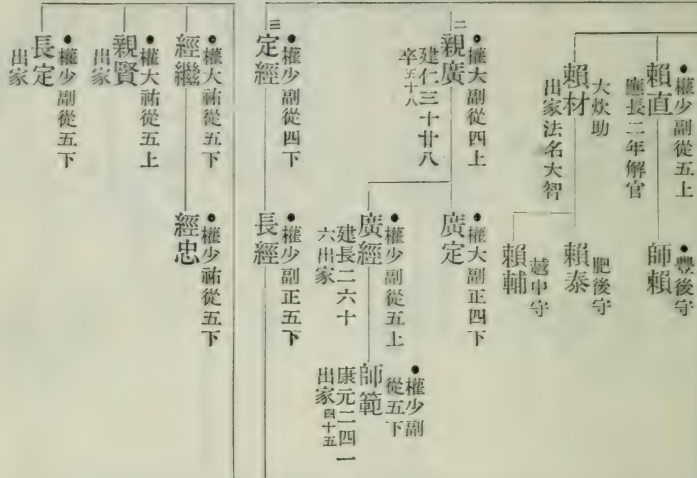 ●權少副從五上
賴直
應長二年解官
●豐後守
師賴
大炊助
賴材
出家法名大智
肥後守
賴泰
越中守
賴輔
二
●權大副從四上
親廣
建仁三十廿八
卒五十八
●權大副正四下
廣定
●權少副從五上
廣經
建長二六十
六出家
●權少副
從五下
師範
康元二四一
出家四十五
三
●權少副從四下
定經
●權少副正五下
長經
●權大祐從五下
經繼
●權少祐從五下
經忠
●權大祐從五上
親賢
出家
●權少副從五下
長定
出家